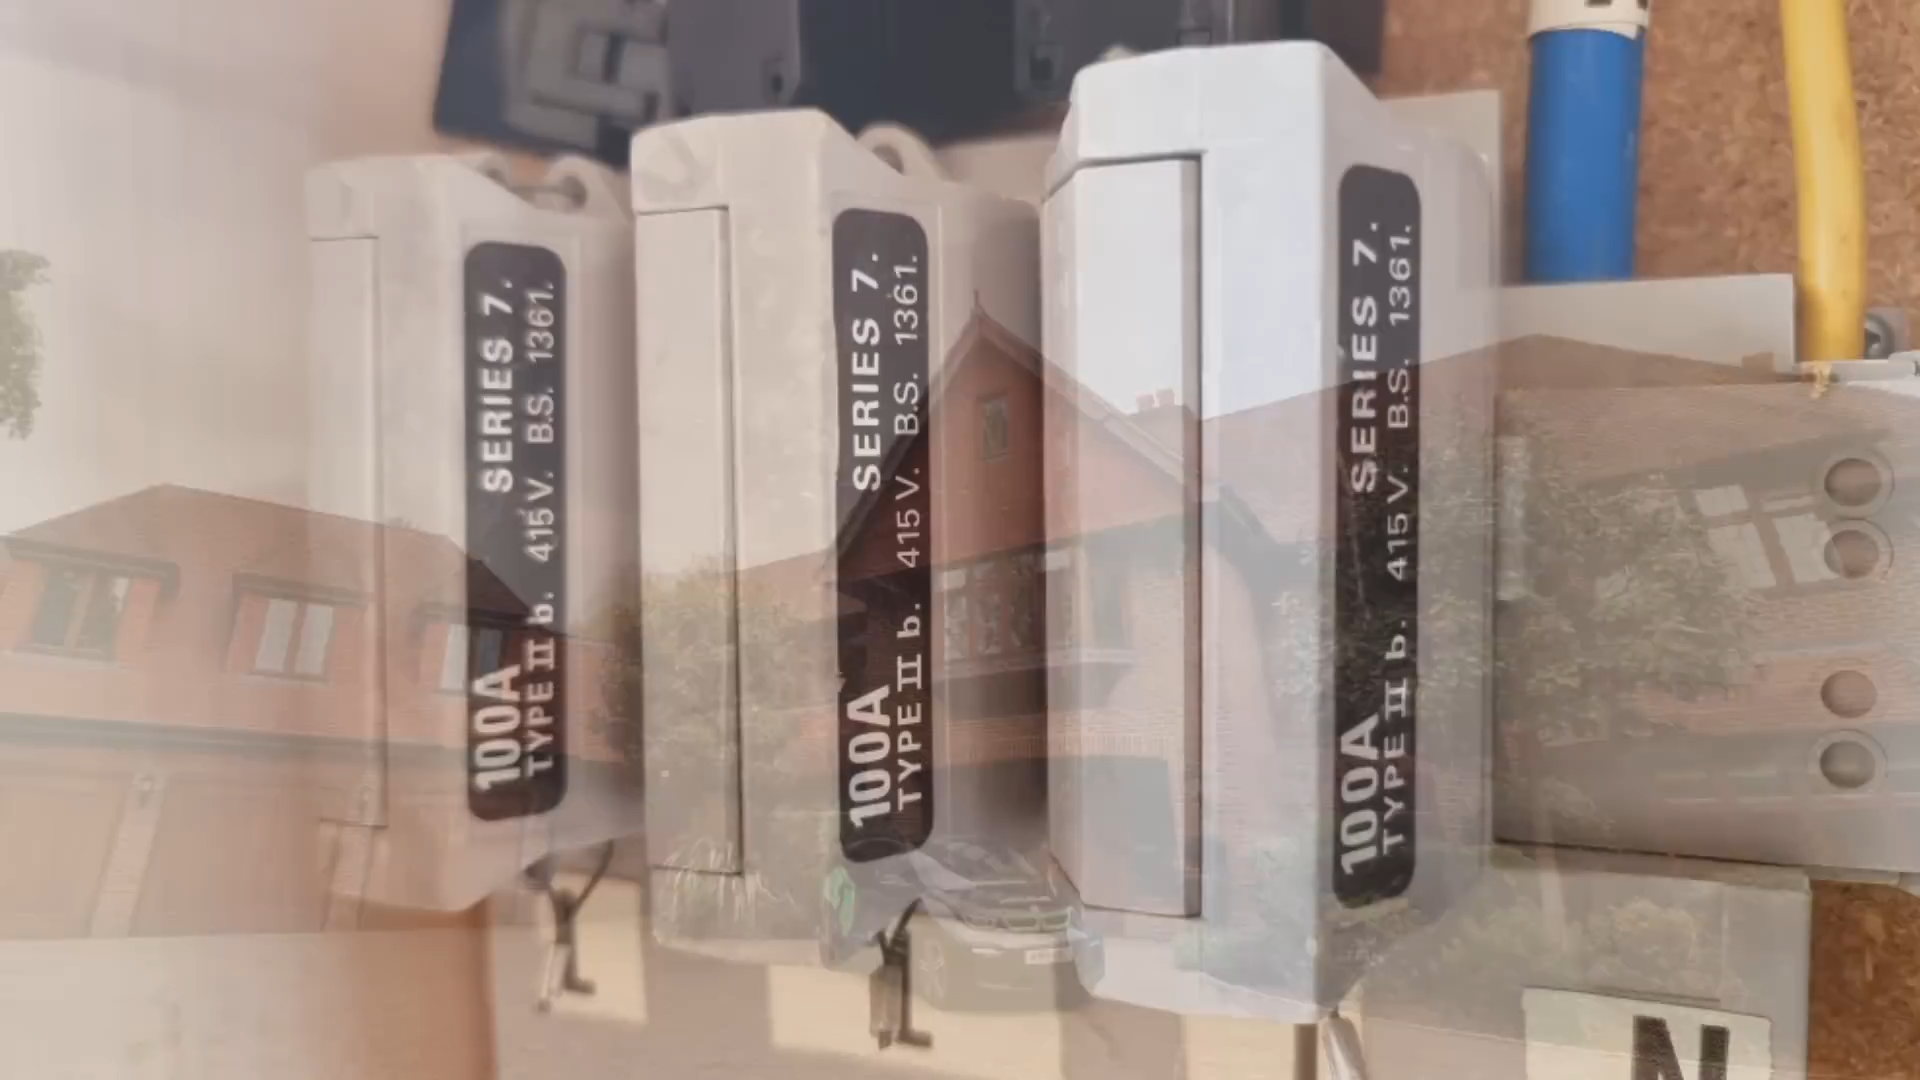 SERIES 7.
415V. B.S. 1361.
100A
TYPE II b.
SERIES 7.
415V. B.S. 1361.
100A
TYPE II b.
SERIES 7.
415V. B.S. 1361.
100A
TYPE II b.
N